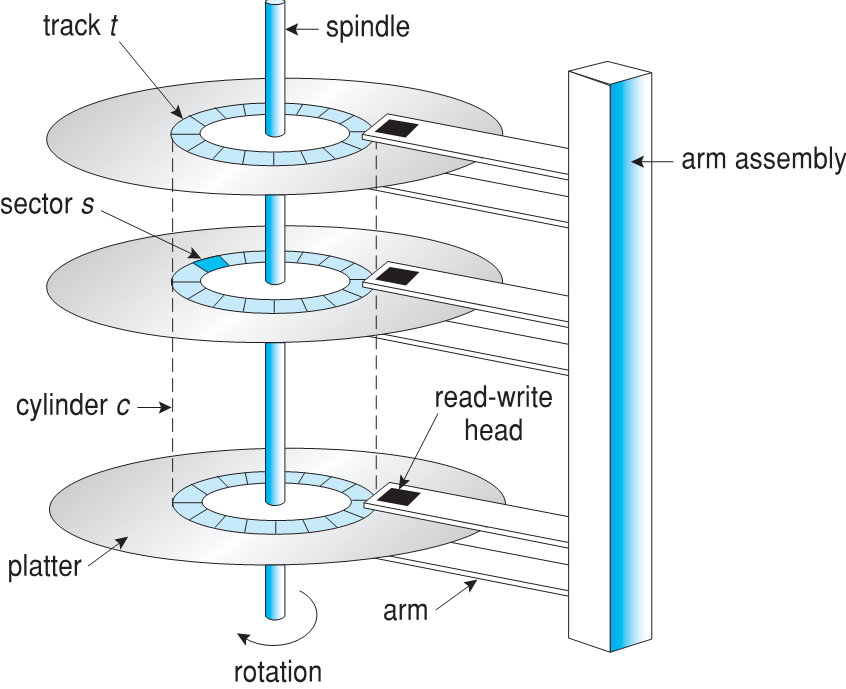 track t
spindle
arm assembly
sector s
cylinder c
read-write
head
platter
arm
rotation